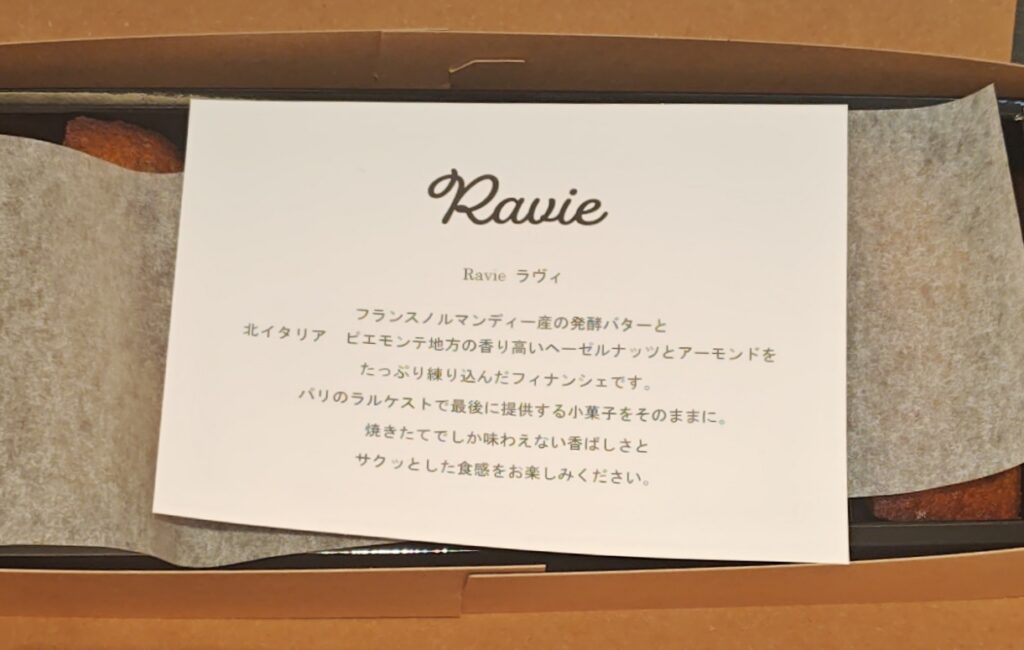 Ravie
Ravie ラヴィ
フランスノルマンディー産の発酵バターと
北イタリア　ピエモンテ地方の香り高いヘーゼルナッツとアーモンドを
たっぷり練り込んだフィナンシェです。
パリのラルケストで最後に提供する小菓子をそのままに。
焼きたてでしか味わえない香ばしさと
サクッとした食感をお楽しみください。